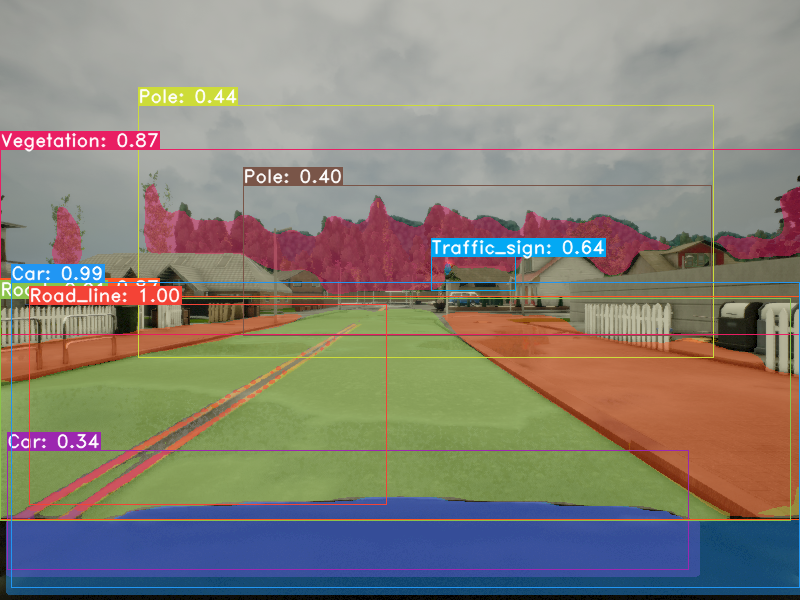 Pole: 0.44
Vegetation: 0.87
Pole: 0.40
Traffic_sign: 0.64
Car: 0.99
Road_line: 1.00
Car: 0.34